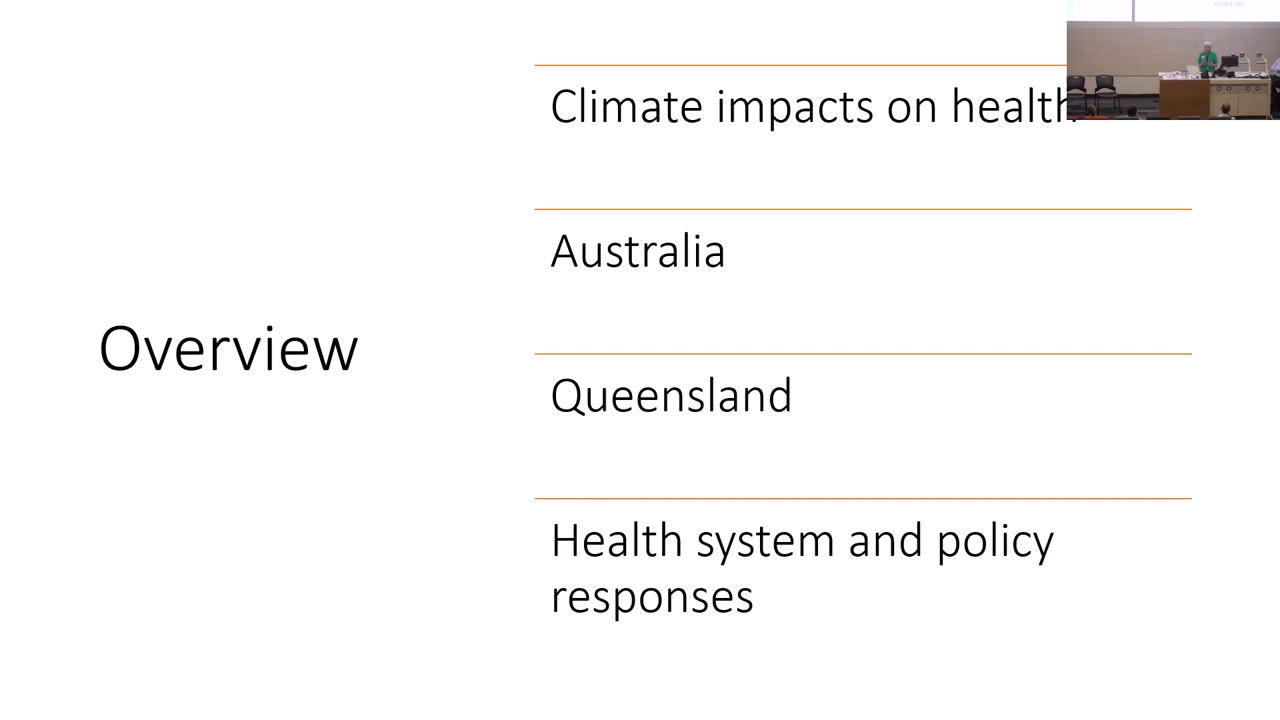 Overview
Climate impacts on health
Australia
Queensland
Health system and policy
responses